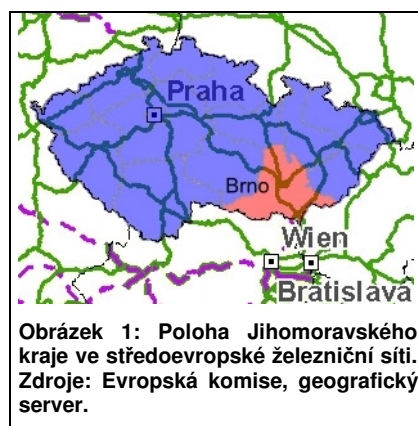 Praha
Brno
Wien
Bratislava
Obrázek 1: Poloha Jihomoravského
kraje ve středoevropské železniční síti.
Zdroje: Evropská komise, geografický
server.